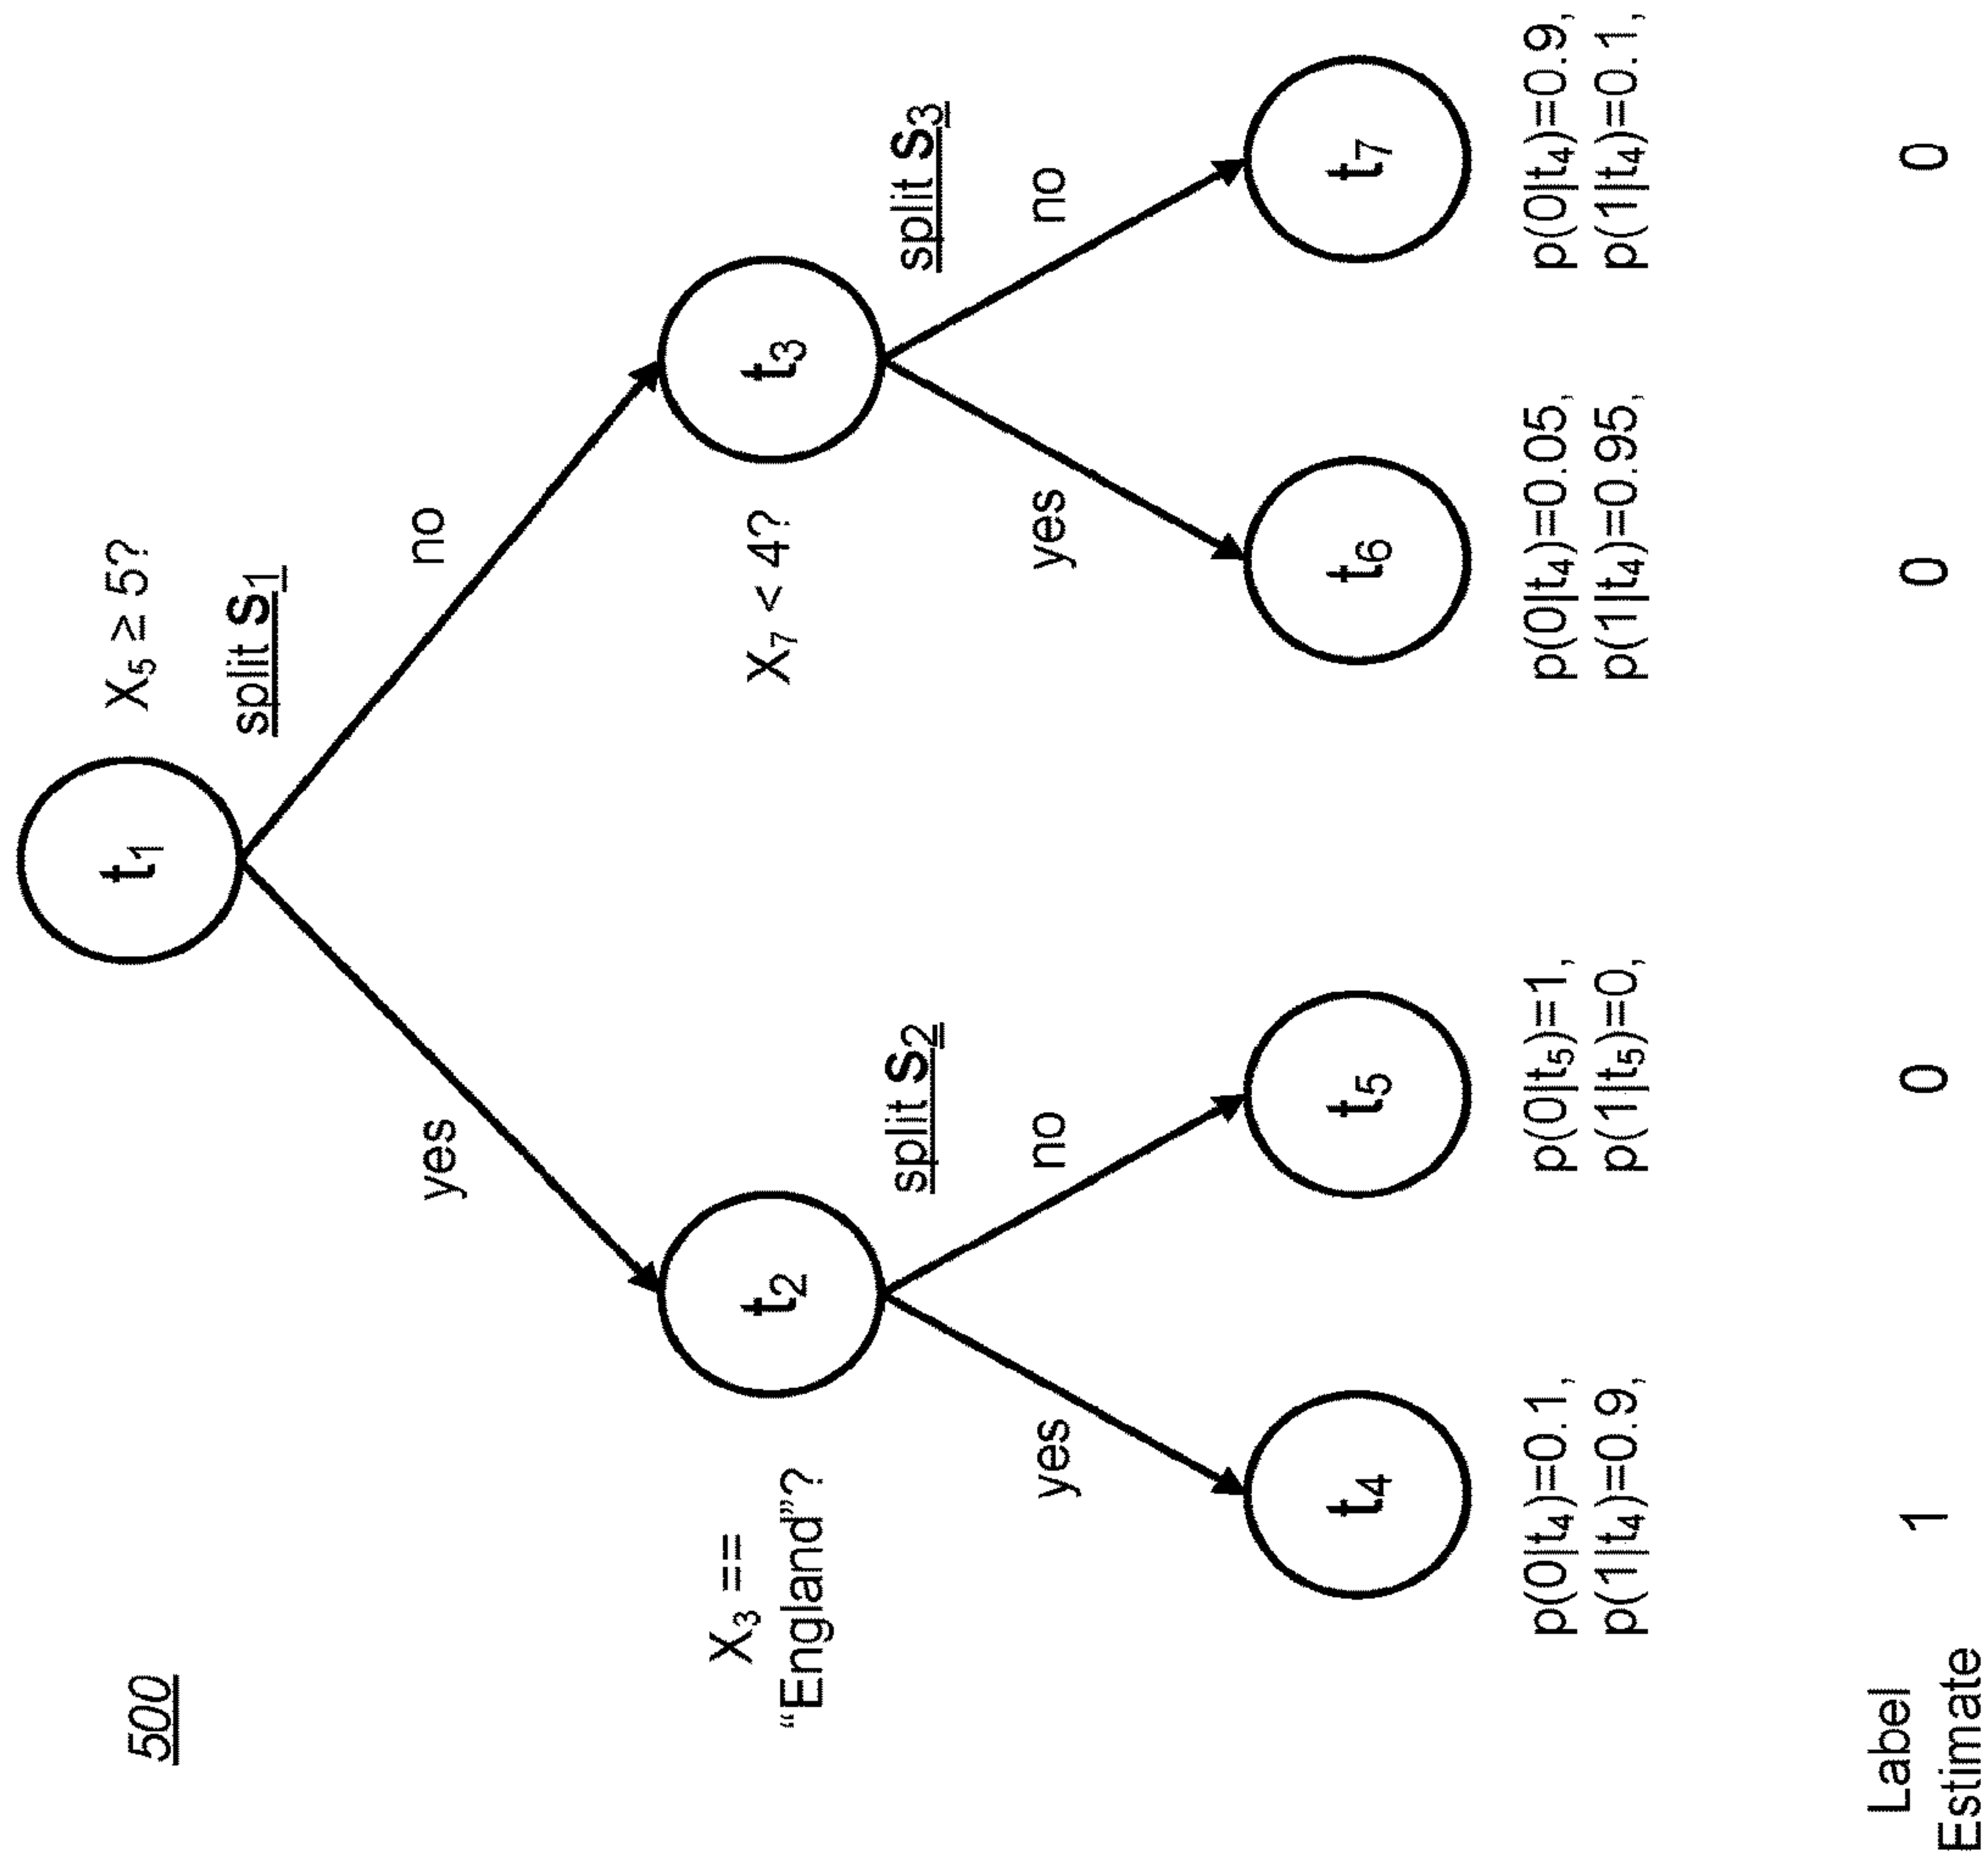 500
t1
X5 ≥ 5?
split S1
yes
no
X3 ==
“England”?
t2
split S2
X7 < 4?
t3
split S3
yes
no
yes
no
t4
t5
t6
t7
p(0|t4)=0.1,
p(1|t4)=0.9,
p(0|t5)=1,
p(1|t5)=0,
p(0|t4)=0.05,
p(1|t4)=0.95,
p(0|t4)=0.9,
p(1|t4)=0.1,
Label
Estimate
1
0
0
0